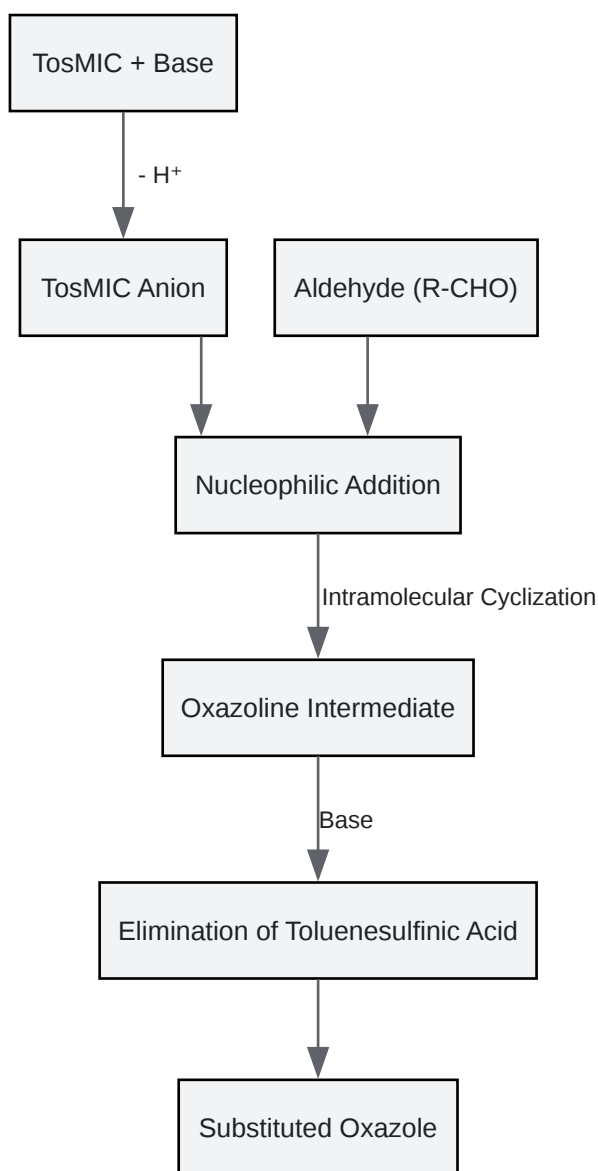 TosMIC + Base
- H⁺
TosMIC Anion
Aldehyde (R-CHO)
Nucleophilic Addition
Intramolecular Cyclization
Oxazoline Intermediate
Base
Elimination of Toluenesulfinic Acid
Substituted Oxazole